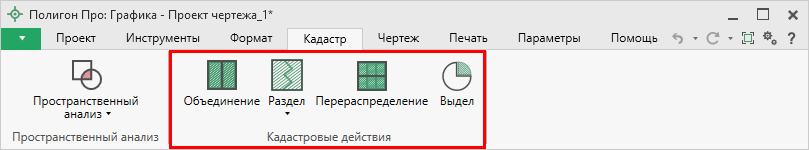 Полигон Про: Графика - Проект чертежа_1*
Проект Инструменты Формат Кадастр Чертеж Печать Параметры Помощь ?
Пространственный анализ
Объединение Раздел Перераспределение Выдел
Пространственный анализ Кадастровые действия